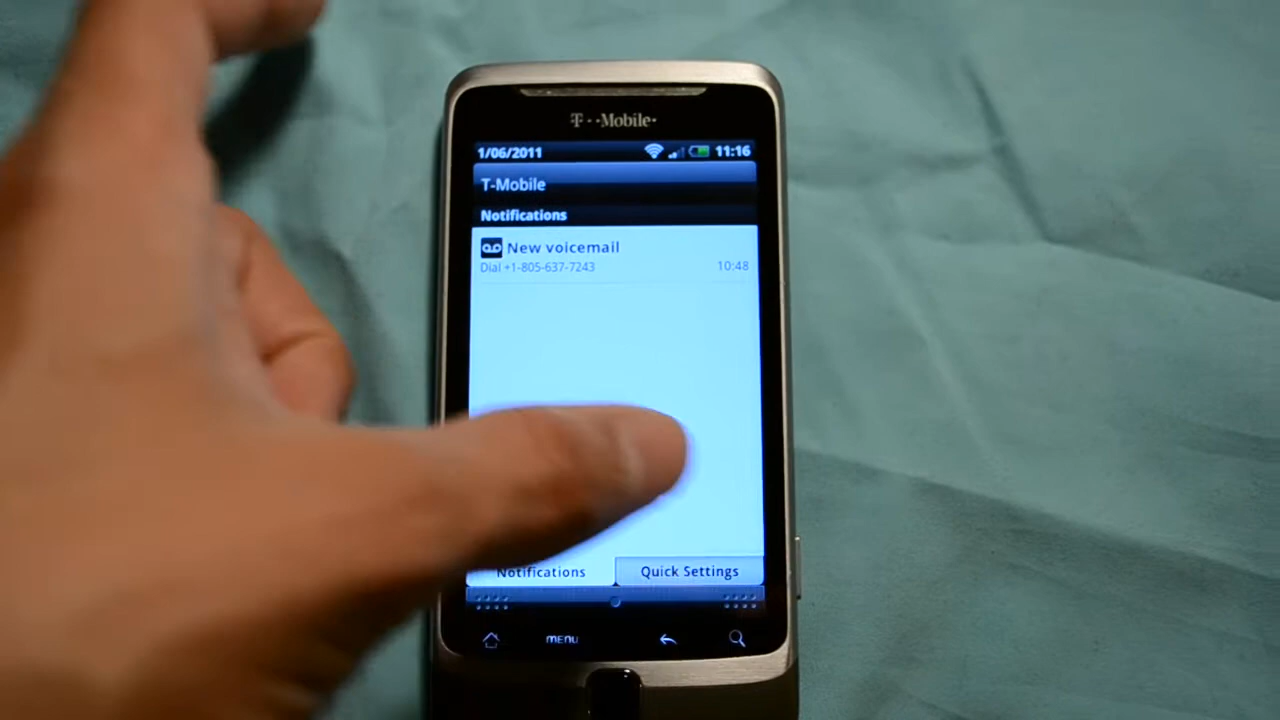 T··Mobile·
1/06/2011 11:16
T-Mobile
Notifications
New voicemail
Dial +1-805-637-7243 10:48
Notifications Quick Settings
MENU